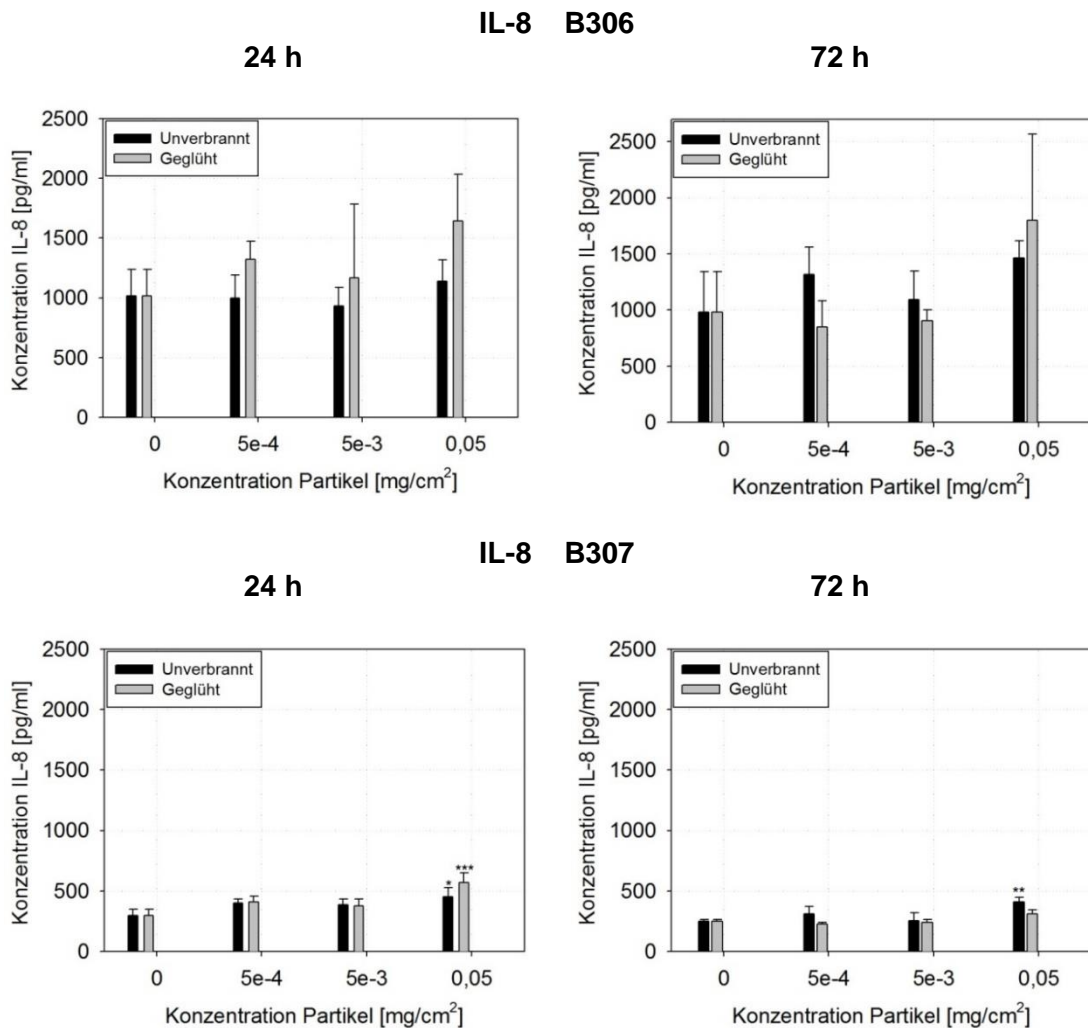 IL-8 B306
24 h
72 h
2500
2000
1500
1000
500
0
Konzentration IL-8 [pg/ml]
Unverbrannt
Geglüht
0 5e-4 5e-3 0,05
Konzentration Partikel [mg/cm²]
2500
2000
1500
1000
500
0
Konzentration IL-8 [pg/ml]
Unverbrannt
Geglüht
0 5e-4 5e-3 0,05
Konzentration Partikel [mg/cm²]
IL-8 B307
24 h
72 h
2500
2000
1500
1000
500
0
Konzentration IL-8 [pg/ml]
Unverbrannt
Geglüht
* ***
0 5e-4 5e-3 0,05
Konzentration Partikel [mg/cm²]
2500
2000
1500
1000
500
0
Konzentration IL-8 [pg/ml]
Unverbrannt
Geglüht
**
0 5e-4 5e-3 0,05
Konzentration Partikel [mg/cm²]